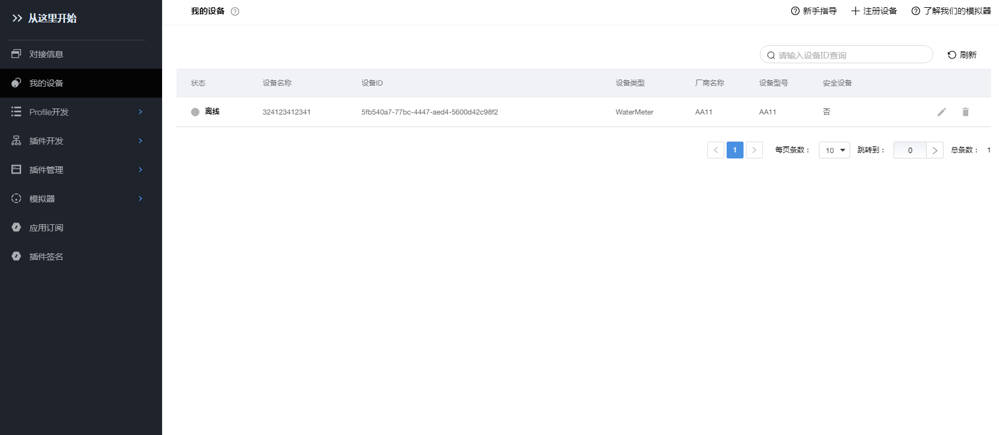 从这里开始
对接信息
我的设备
Profile开发
插件开发
插件管理
模拟器
应用订阅
插件签名
我的设备
新手指导 注册设备 了解我们的模拟器
请输入设备ID查询 刷新
状态 设备名称 设备ID 设备类型 厂商名称 设备型号 安全设备
离线 324123412341 5fb540a7-77bc-4447-aed4-5600d42c98f2 WaterMeter AA11 AA11 否
1 每页条数： 10 跳转到： 0 总条数： 1